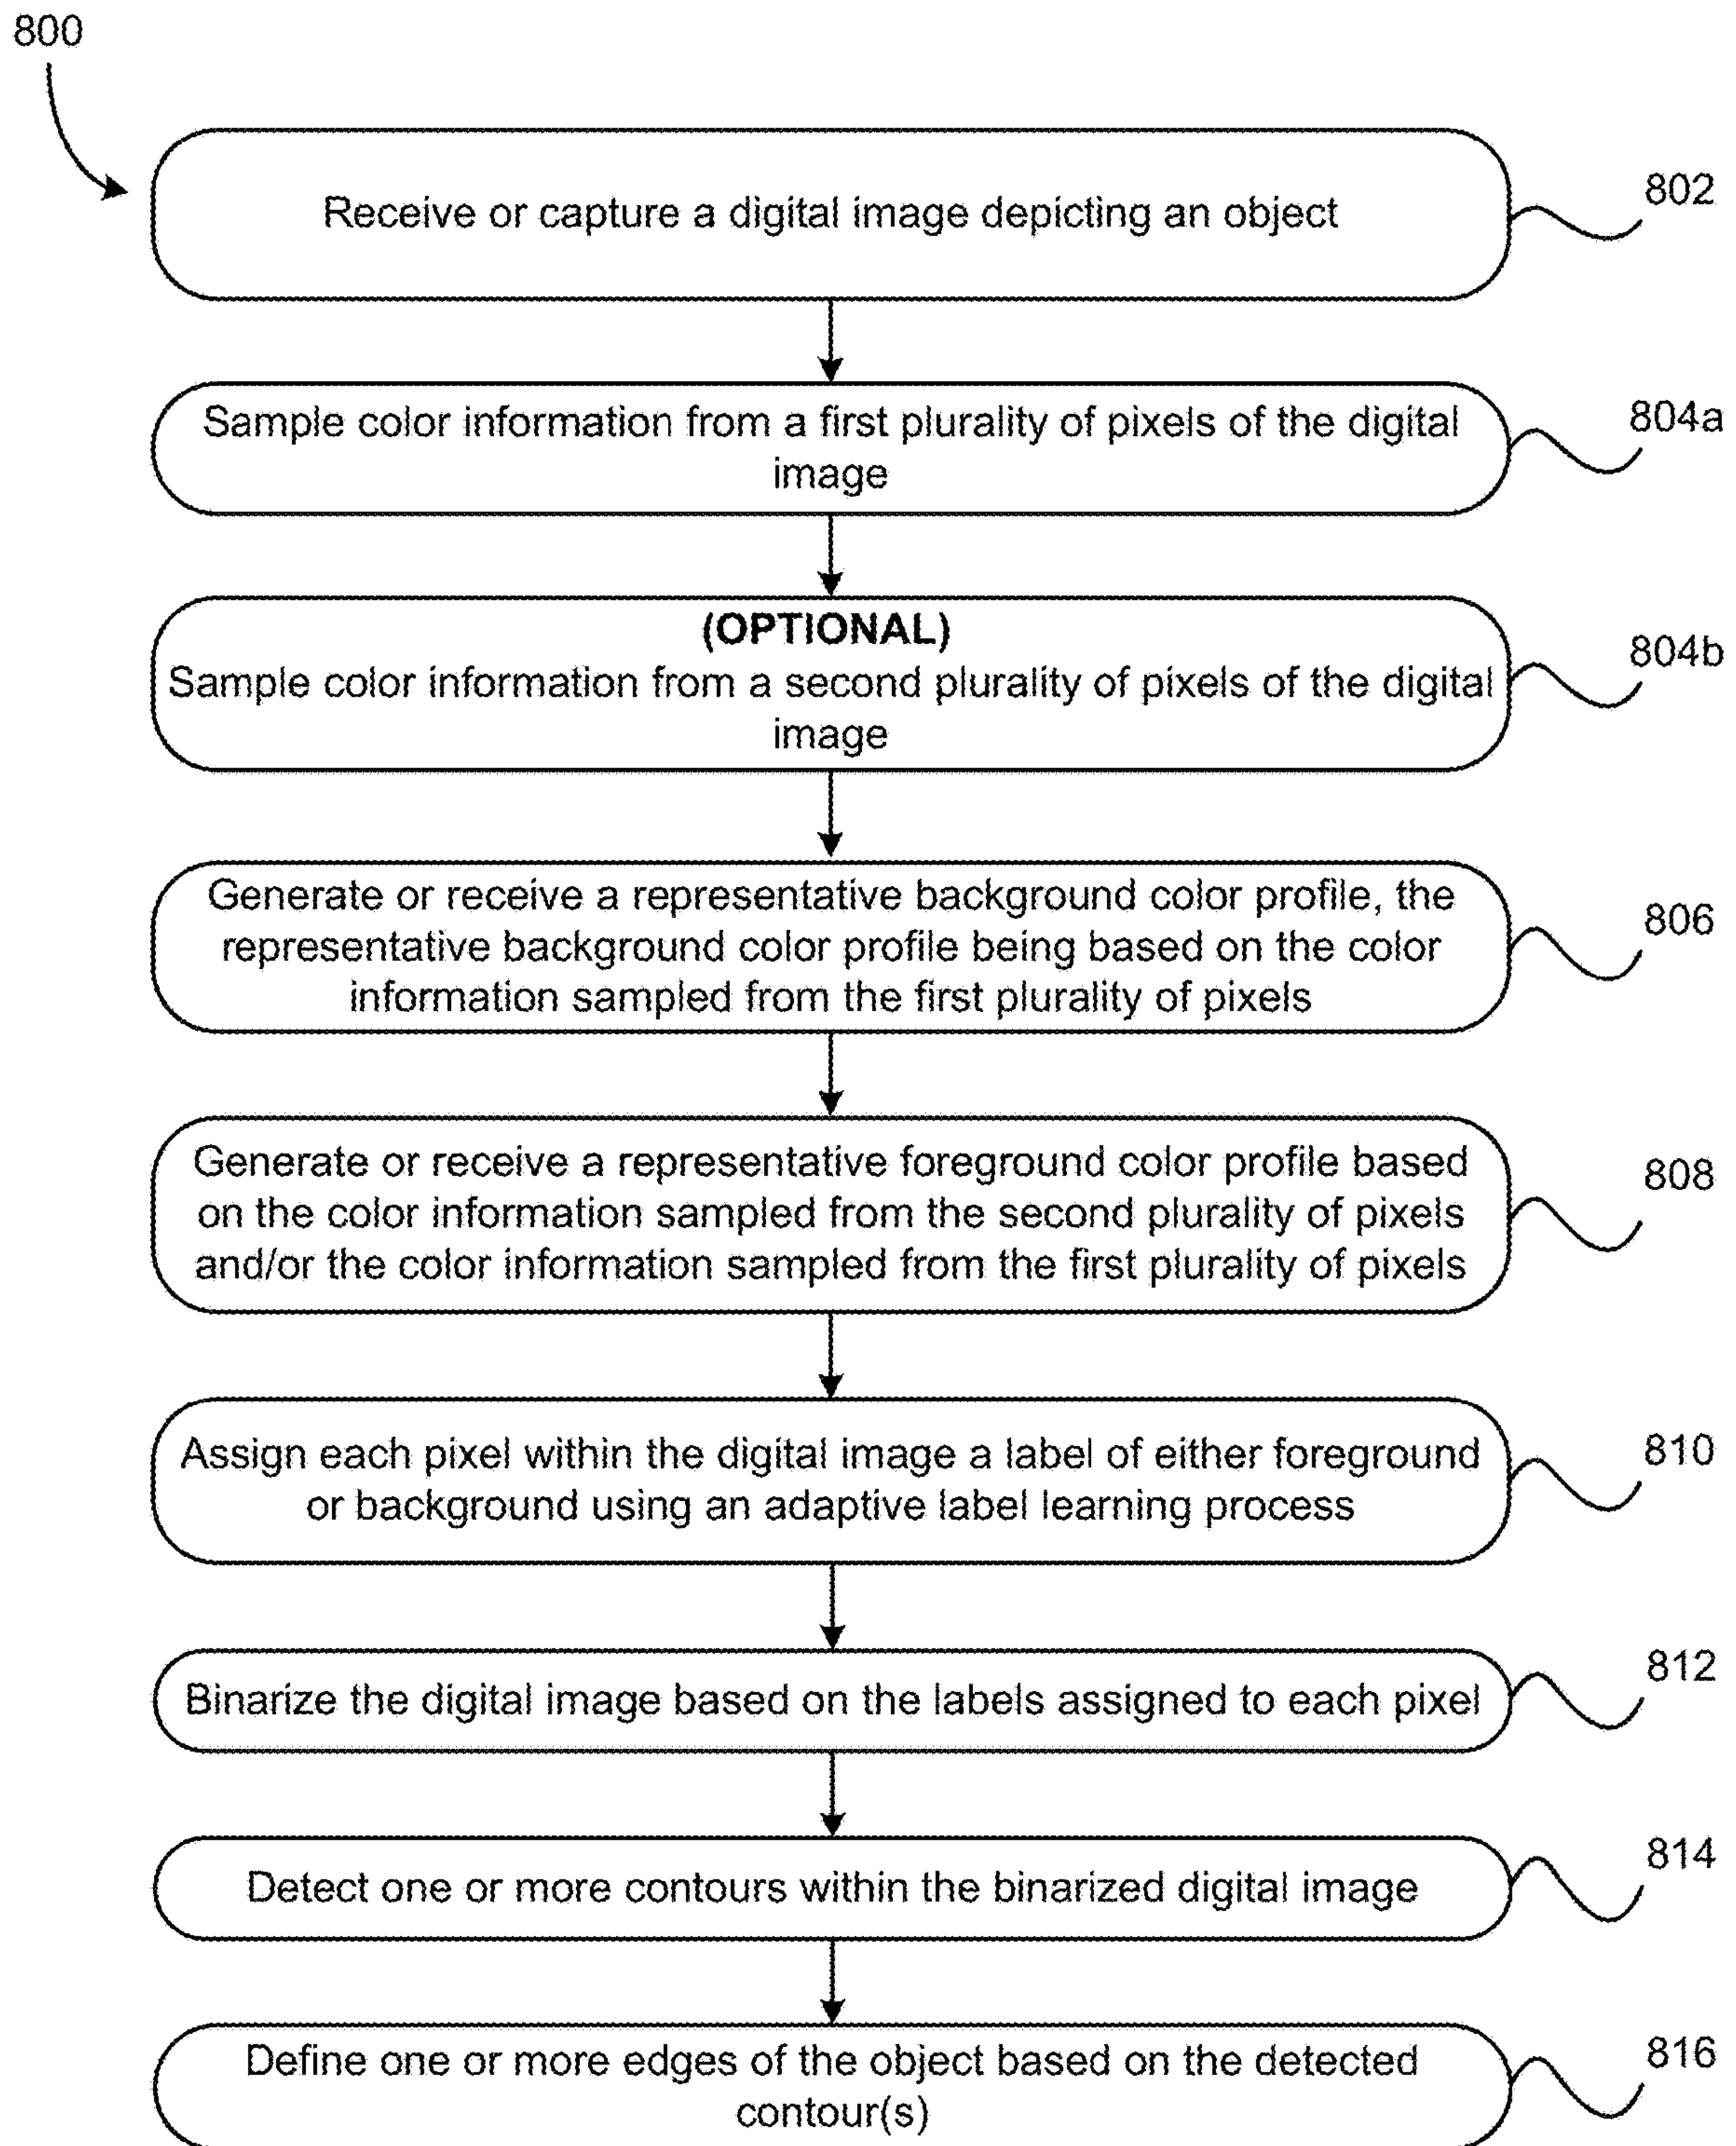 800
Receive or capture a digital image depicting an object
802
Sample color information from a first plurality of pixels of the digital
image
804a
(OPTIONAL)
Sample color information from a second plurality of pixels of the digital
image
804b
Generate or receive a representative background color profile, the
representative background color profile being based on the color
information sampled from the first plurality of pixels
806
Generate or receive a representative foreground color profile based
on the color information sampled from the second plurality of pixels
and/or the color information sampled from the first plurality of pixels
808
Assign each pixel within the digital image a label of either foreground
or background using an adaptive label learning process
810
Binarize the digital image based on the labels assigned to each pixel
812
Detect one or more contours within the binarized digital image
814
Define one or more edges of the object based on the detected
contour(s)
816